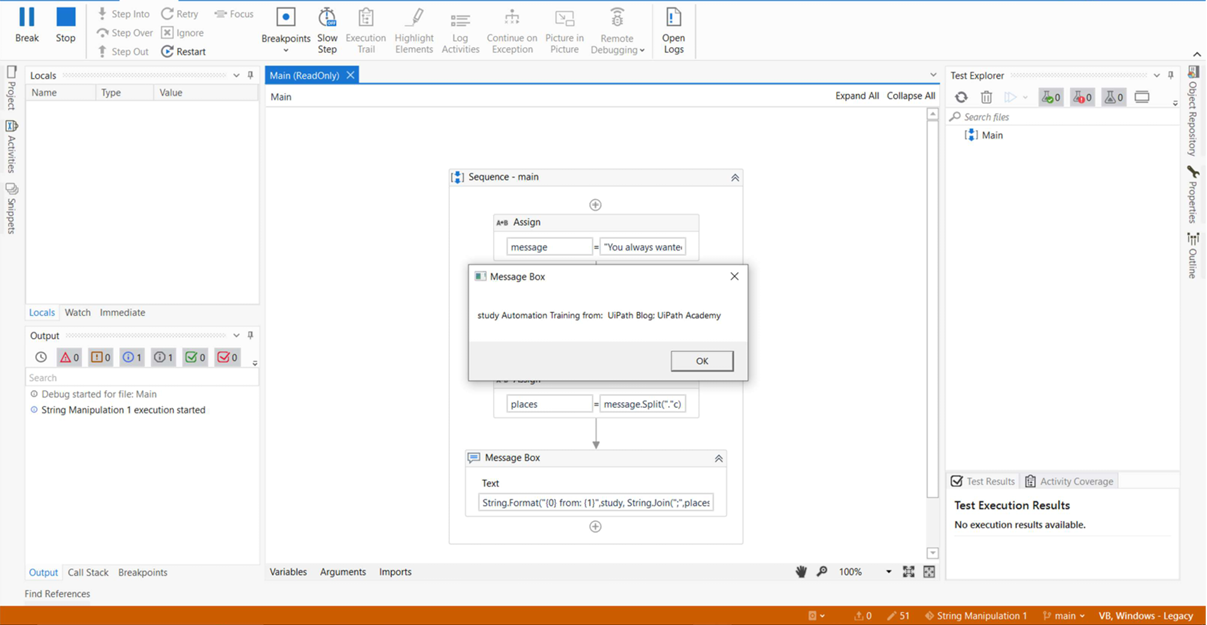 Break
Stop
Step Into
Step Over
Step Out
Retry
Ignore
Restart
Focus
Breakpoints
Slow Step
Execution Trail
Highlight Elements
Log Activities
Continue on Exception
Picture in Picture
Remote Debugging
Open Logs
Project
Activities
Snippets
Locals
Name Type Value
Locals Watch Immediate
Output
0 0 1 1 0 0
Search
Debug started for file: Main
String Manipulation 1 execution started
Output Call Stack Breakpoints
Find References
Main (ReadOnly)
Main
Expand All Collapse All
Sequence - main
A*B Assign
message = "You always wanted
Message Box
study Automation Training from:  UiPath Blog; UiPath Academy
OK
Assign
places = message.Split("."c)
Message Box
Text
String.Format("{0} from: {1}",study, String.Join(";",places
Variables Arguments Imports
100%
Test Explorer
0 0 0
Search files
Main
Test Results Activity Coverage
Test Execution Results
No execution results available.
Object Repository
Properties
Outline
0 51 String Manipulation 1 main VB, Windows - Legacy